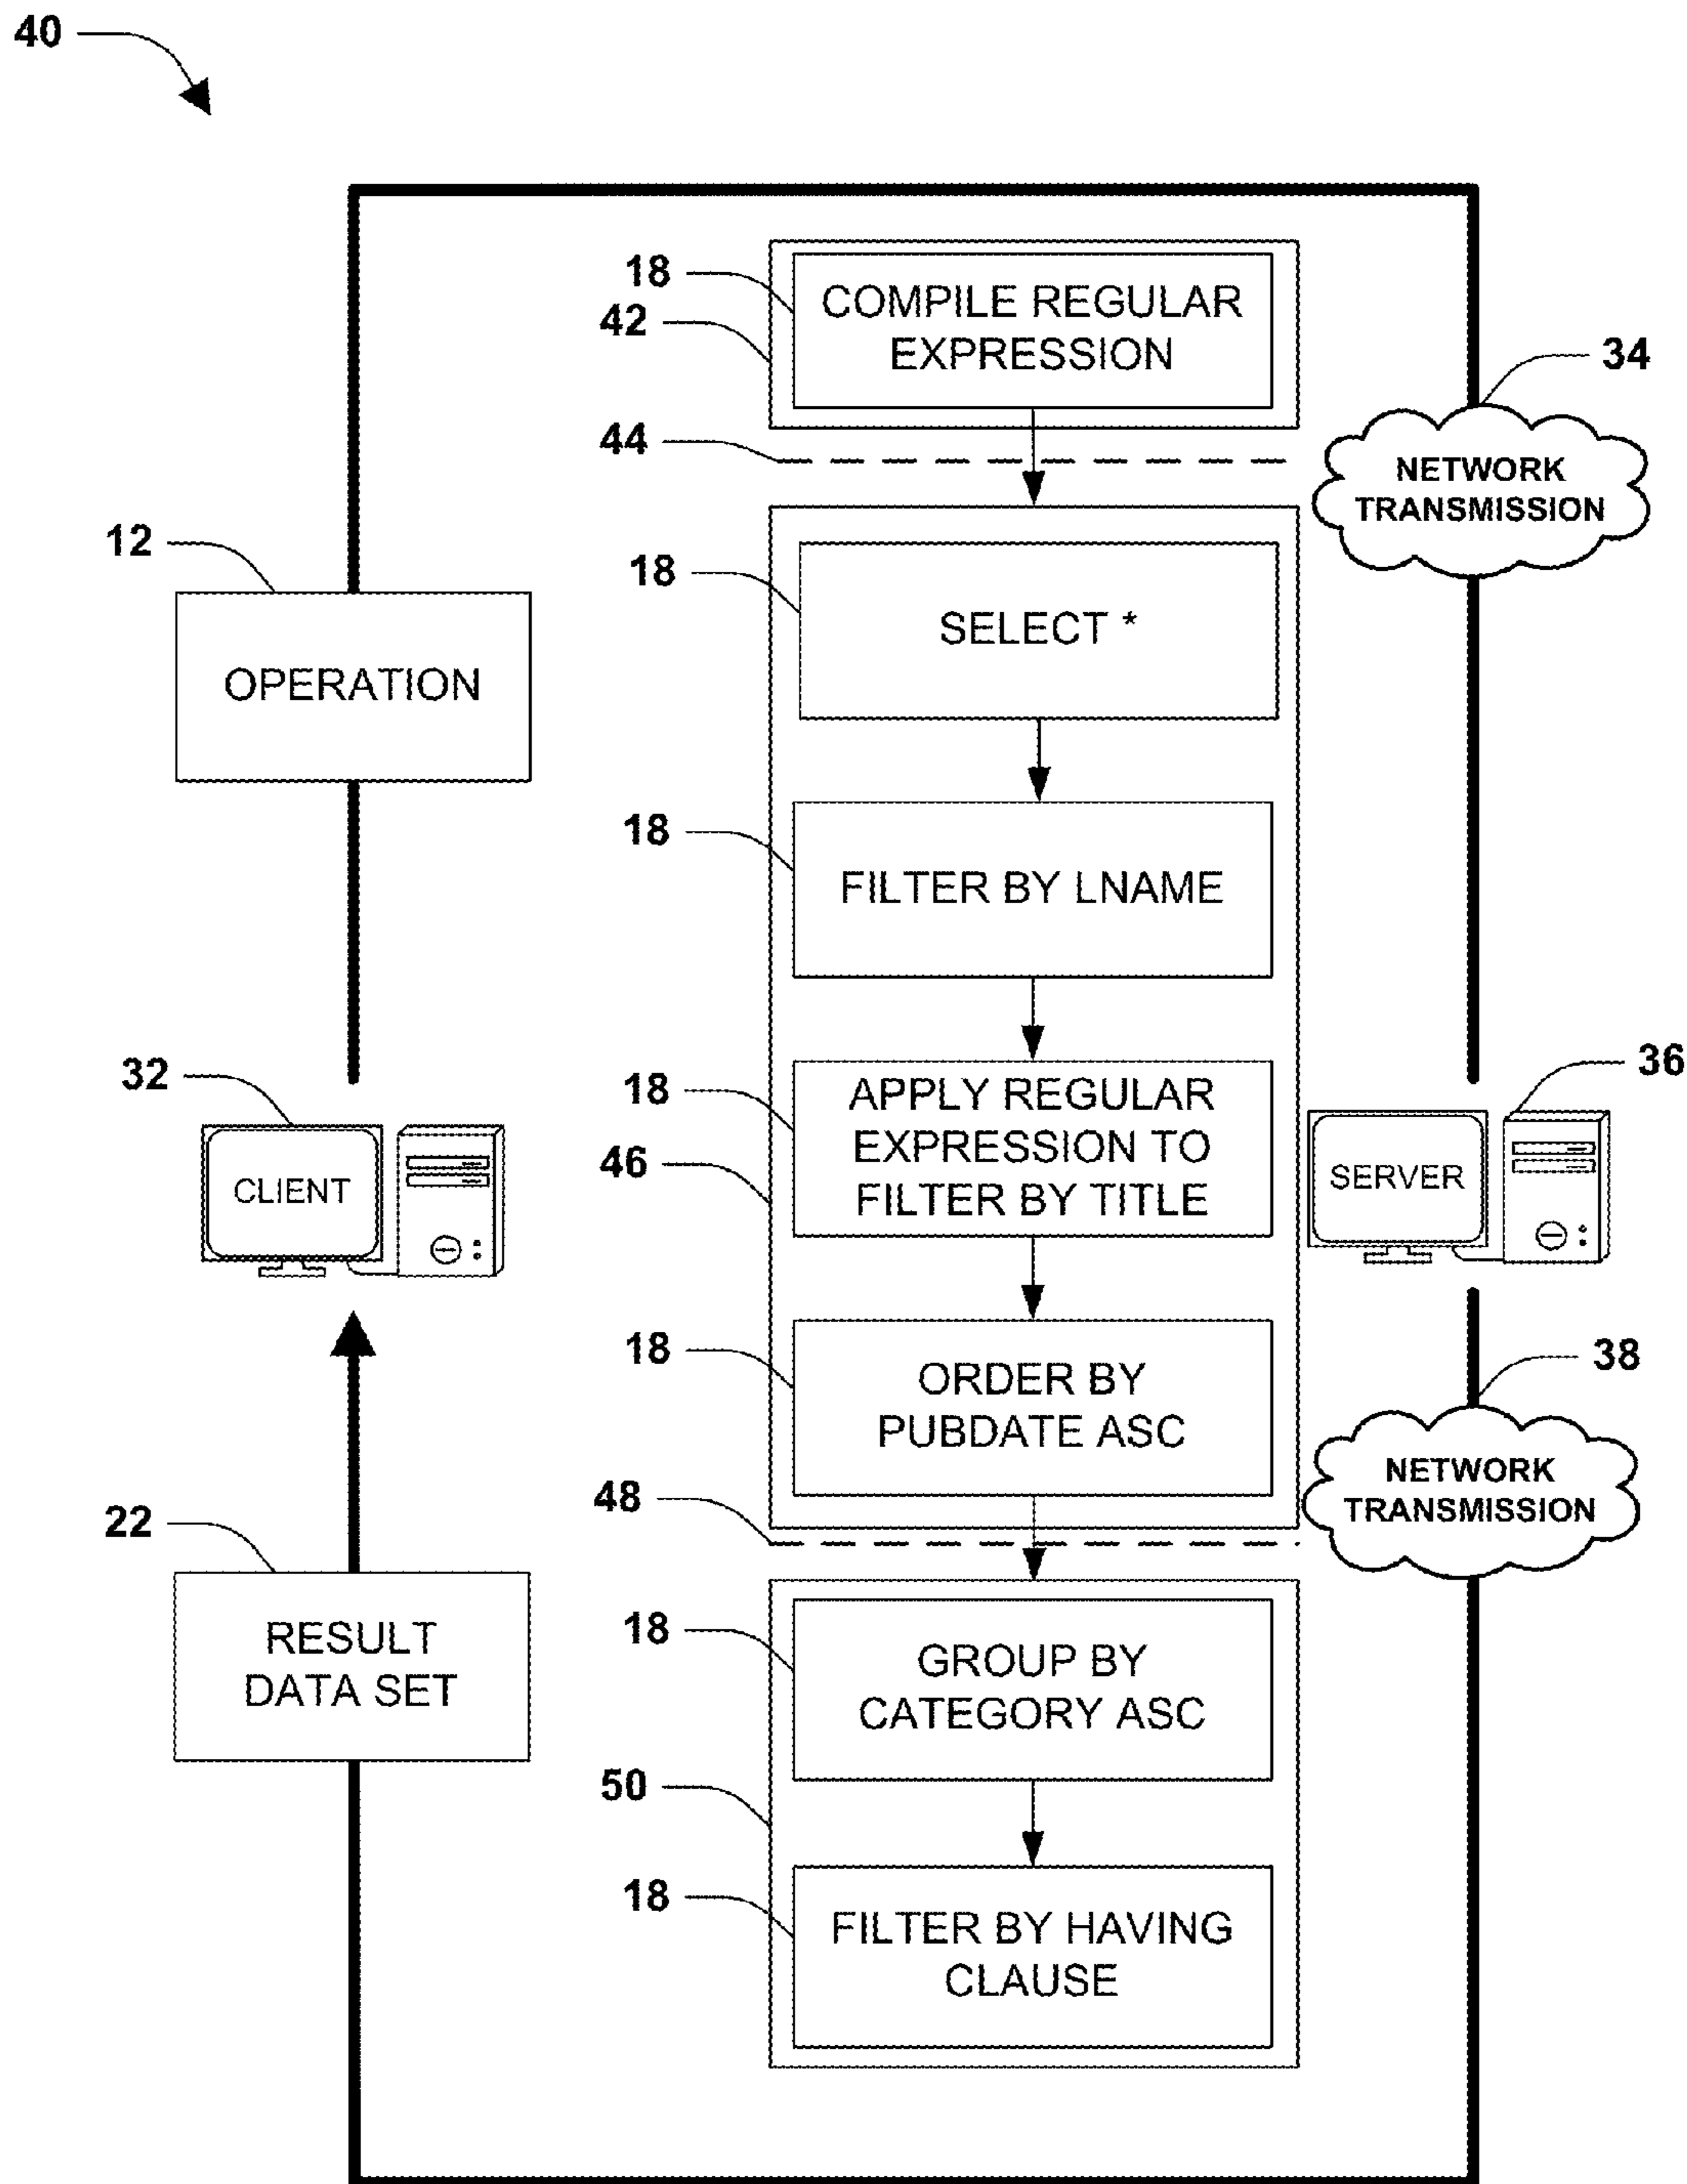 40
18
COMPILE REGULAR
EXPRESSION
42
34
44
NETWORK
TRANSMISSION
12
OPERATION
18
SELECT *
18
FILTER BY LNAME
32
CLIENT
18
APPLY REGULAR
EXPRESSION TO
FILTER BY TITLE
46
36
SERVER
18
ORDER BY
PUBDATE ASC
38
48
NETWORK
TRANSMISSION
22
RESULT
DATA SET
18
GROUP BY
CATEGORY ASC
50
18
FILTER BY HAVING
CLAUSE